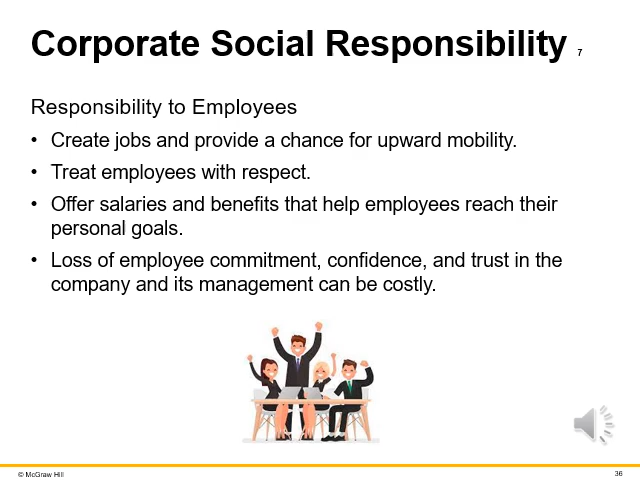 Corporate Social Responsibility 7
Responsibility to Employees
• Create jobs and provide a chance for upward mobility.
• Treat employees with respect.
• Offer salaries and benefits that help employees reach their
personal goals.
• Loss of employee commitment, confidence, and trust in the
company and its management can be costly.
© McGraw Hill
36